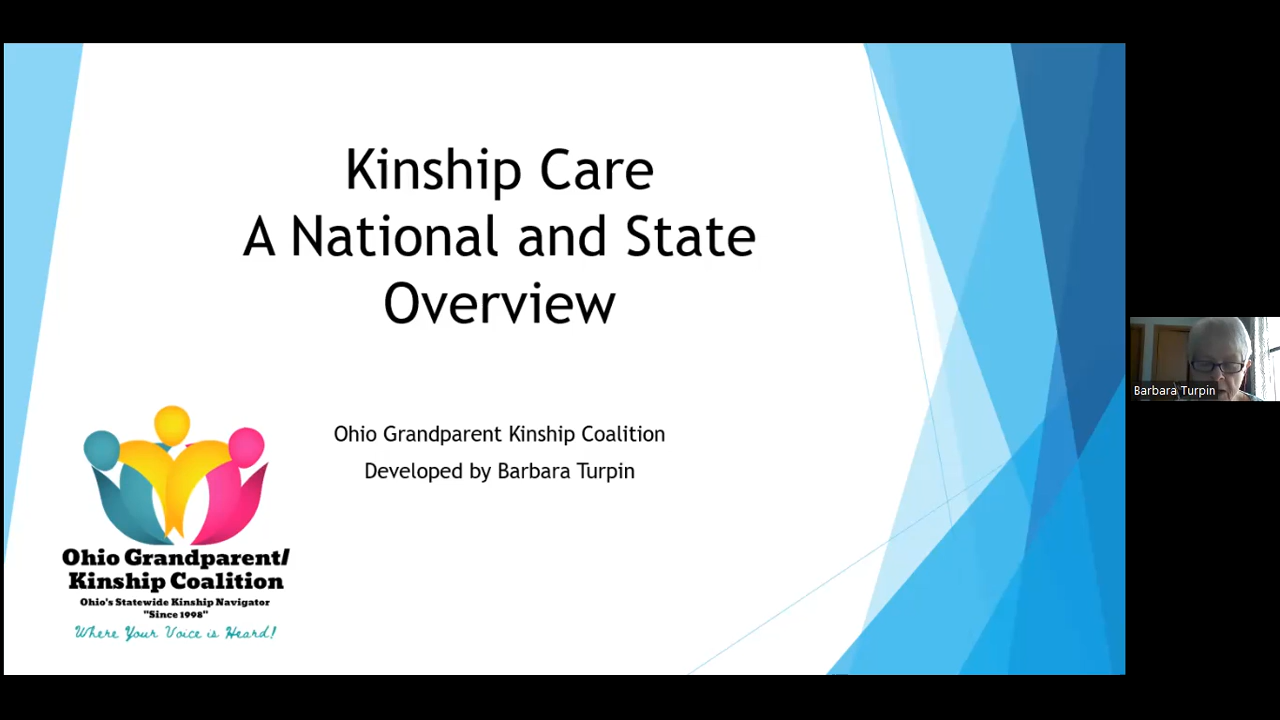 Kinship Care
A National and State
Overview
Ohio Grandparent Kinship Coalition
Developed by Barbara Turpin
Ohio Grandparent/
Kinship Coalition
Ohio's Statewide Kinship Navigator
"Since 1998"
Where Your Voice is Heard!
Barbara Turpin